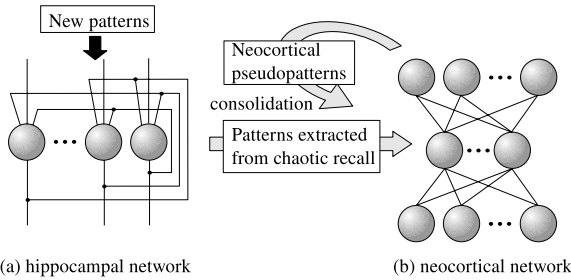 New patterns
Neocortical
pseudopatterns
consolidation
Patterns extracted
from chaotic recall
(a) hippocampal network
(b) neocortical network